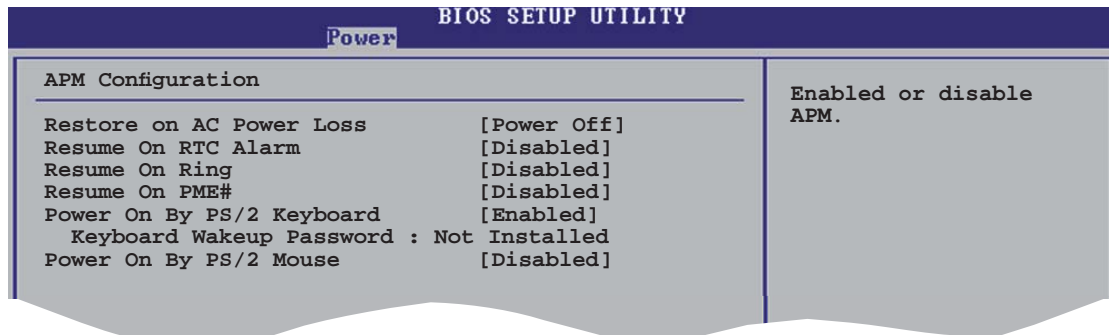 BIOS SETUP UTILITY
Power
APM Configuration
Restore on AC Power Loss [Power Off]
Resume On RTC Alarm [Disabled]
Resume On Ring [Disabled]
Resume On PME# [Disabled]
Power On By PS/2 Keyboard [Enabled]
Keyboard Wakeup Password : Not Installed
Power On By PS/2 Mouse [Disabled]
Enabled or disable
APM.